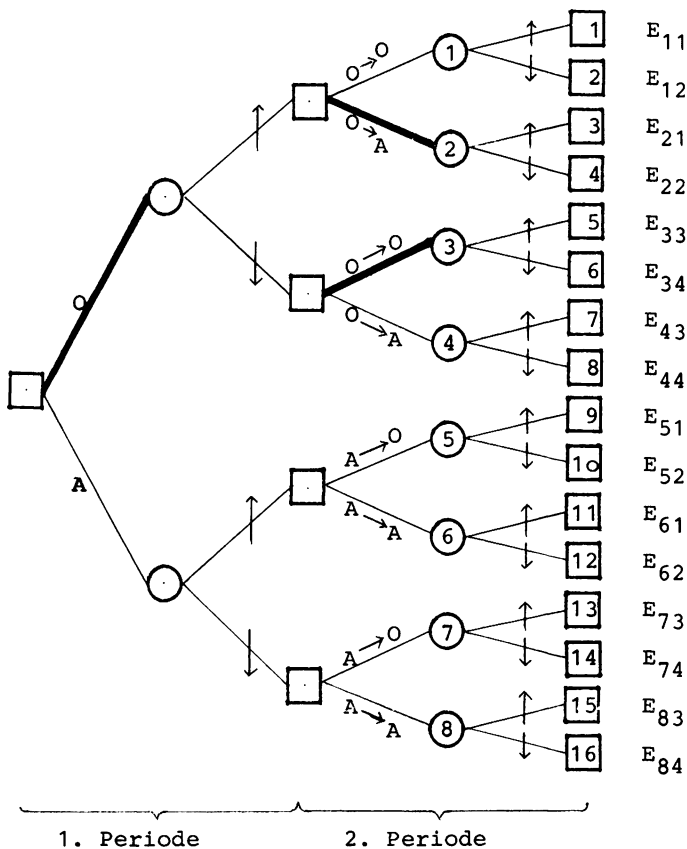 1 E₁₁
O→O 1 ↑
2 E₁₂
↓
↑ O→A 3 E₂₁
2 ↑
4 E₂₂
↓
5 E₃₃
O→O 3 ↑
6 E₃₄
↓
O ↓ O→A 7 E₄₃
4 ↑
8 E₄₄
↓
9 E₅₁
A→O 5 ↑
10 E₅₂
↓
A ↑ A→A 11 E₆₁
6 ↑
12 E₆₂
↓
13 E₇₃
A→O 7 ↑
14 E₇₄
↓
↓ A→A 15 E₈₃
8 ↑
16 E₈₄
↓
1. Periode 2. Periode